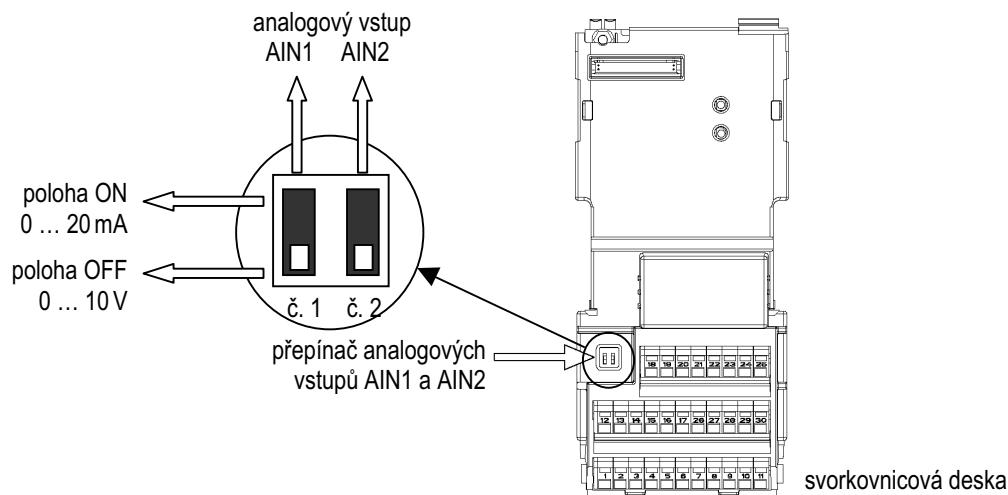 analogový vstup
AIN1 AIN2
poloha ON
0 … 20 mA
poloha OFF
0 … 10 V
č. 1 č. 2
přepínač analogových
vstupů AIN1 a AIN2
18 19 20 21 22 23 24 25
12 13 14 15 16 17 26 27 28 29 30
1 2 3 4 5 6 7 8 9 10 11
svorkovnicová deska